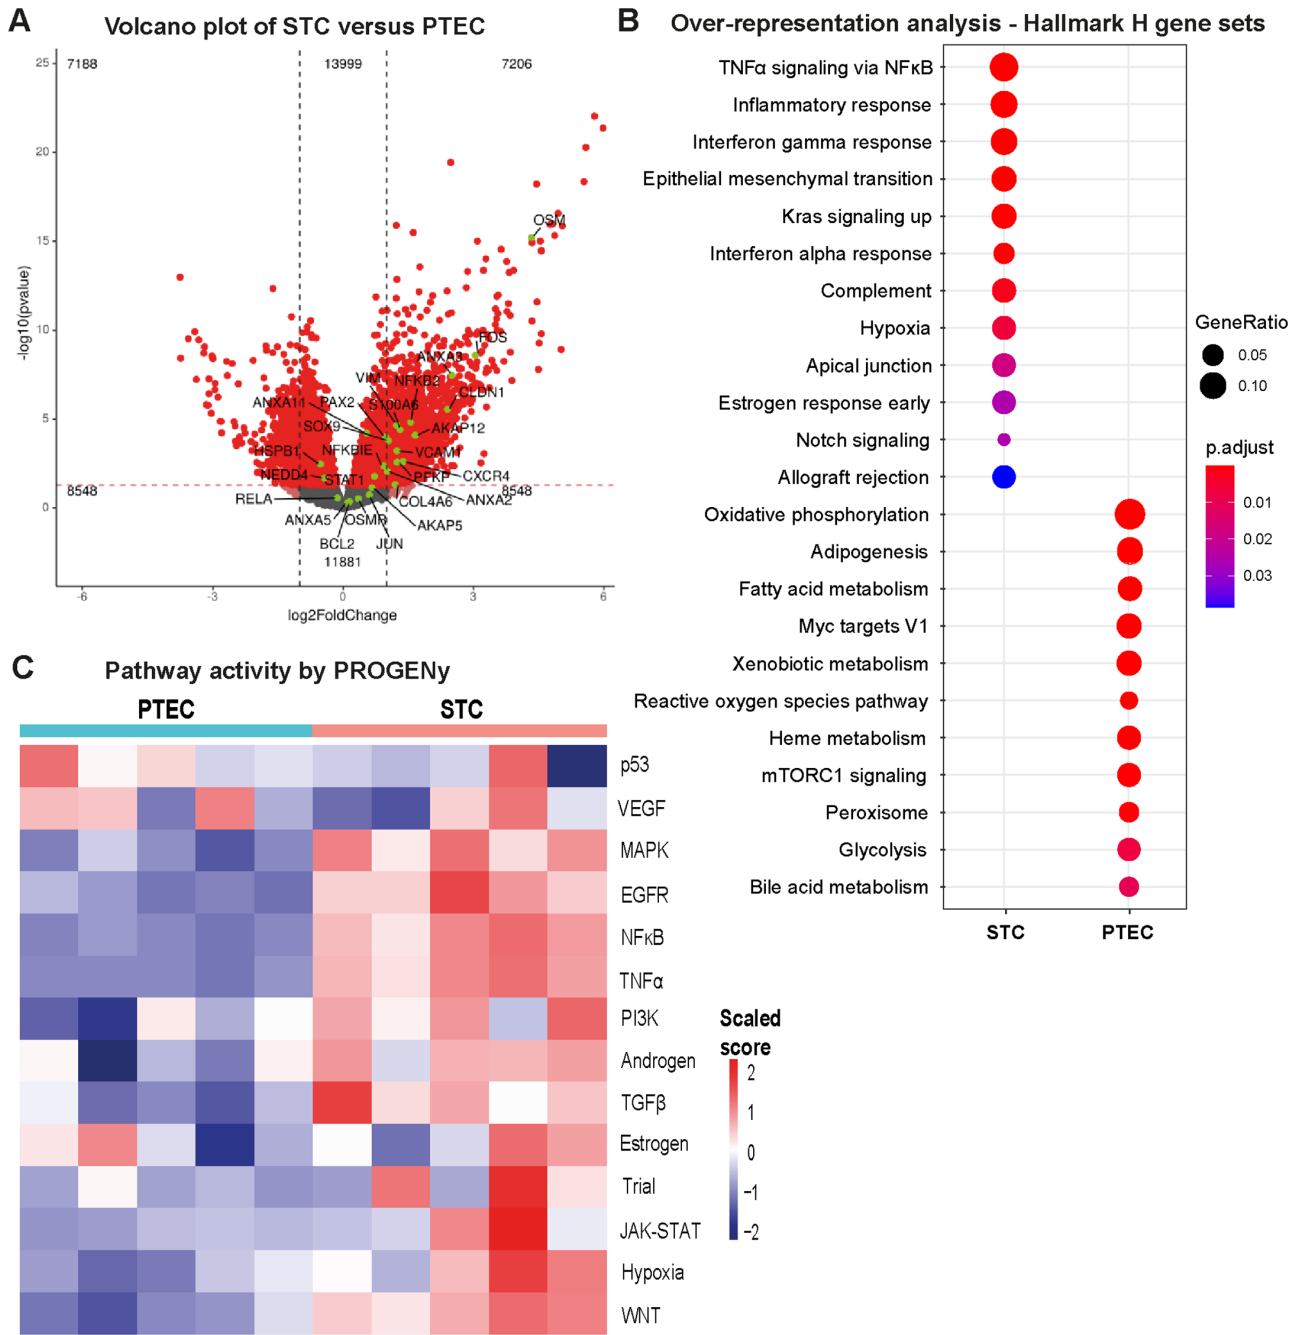 A
Volcano plot of STC versus PTEC
25
20
15
10
5
0
-log10(pvalue)
7188
13999
7206
OSM
FOS
ANXA3
VIM
NFKB2
CLDN1
ANXA11
PAX2
S100A6
SOX9
AKAP12
HSPB1
NFKBIE
VCAM1
NEDD4
STAT1
PFKP
CXCR4
8548
8548
RELA
COL4A6
ANXA2
ANXA5
OSMR
AKAP5
BCL2
JUN
11881
-6
-3
0
3
6
log2FoldChange
B
Over-representation analysis - Hallmark H gene sets
TNFα signaling via NFκB
Inflammatory response
Interferon gamma response
Epithelial mesenchymal transition
Kras signaling up
Interferon alpha response
Complement
Hypoxia
Apical junction
Estrogen response early
Notch signaling
Allograft rejection
Oxidative phosphorylation
Adipogenesis
Fatty acid metabolism
Myc targets V1
Xenobiotic metabolism
Reactive oxygen species pathway
Heme metabolism
mTORC1 signaling
Peroxisome
Glycolysis
Bile acid metabolism
STC
PTEC
GeneRatio
0.05
0.10
p.adjust
0.01
0.02
0.03
C
Pathway activity by PROGENy
PTEC
STC
p53
VEGF
MAPK
EGFR
NFκB
TNFα
PI3K
Androgen
TGFβ
Estrogen
Trial
JAK-STAT
Hypoxia
WNT
Scaled
score
2
1
0
−1
−2